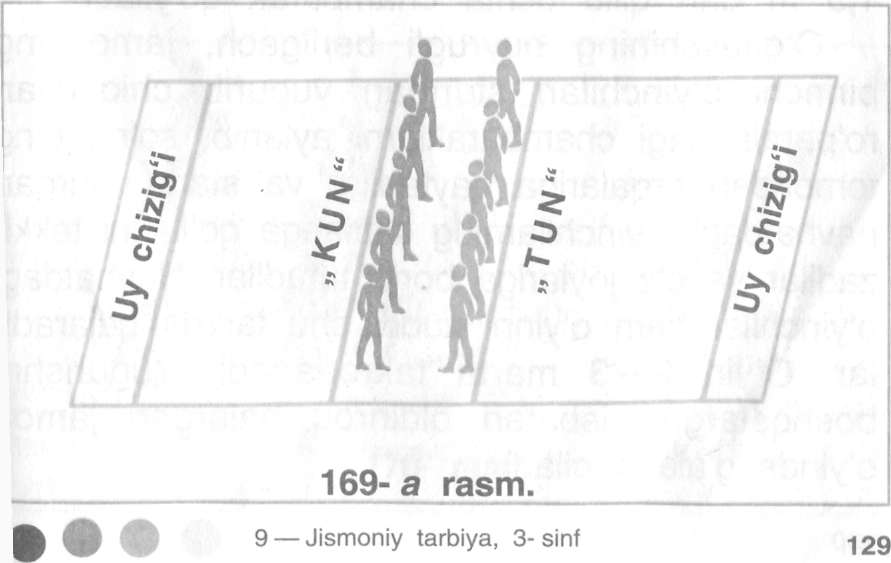 Uy chizig‘i
„KUN“
„TUN“
Uy chizig‘i
169- a rasm.
9 — Jismoniy tarbiya, 3- sinf
129